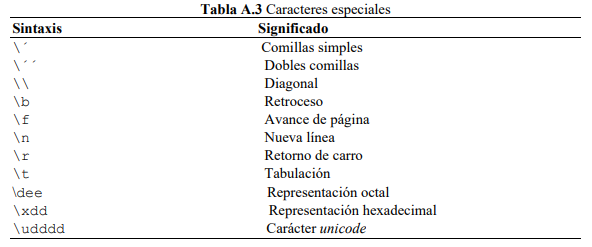 Tabla A.3 Caracteres especiales
Sintaxis Significado
\´ Comillas simples
\´´ Dobles comillas
\\ Diagonal
\b Retroceso
\f Avance de página
\n Nueva línea
\r Retorno de carro
\t Tabulación
\dee Representación octal
\xdd Representación hexadecimal
\udddd Carácter unicode